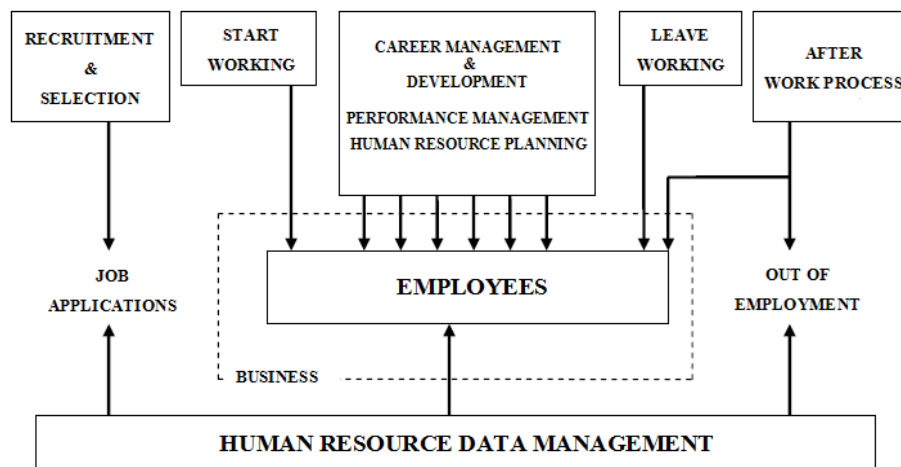 RECRUITMENT
&
SELECTION
START
WORKING
CAREER MANAGEMENT
&
DEVELOPMENT
PERFORMANCE MANAGEMENT
HUMAN RESOURCE PLANNING
LEAVE
WORKING
AFTER
WORK PROCESS
JOB
APPLICATIONS
EMPLOYEES
OUT OF
EMPLOYMENT
BUSINESS
HUMAN RESOURCE DATA MANAGEMENT